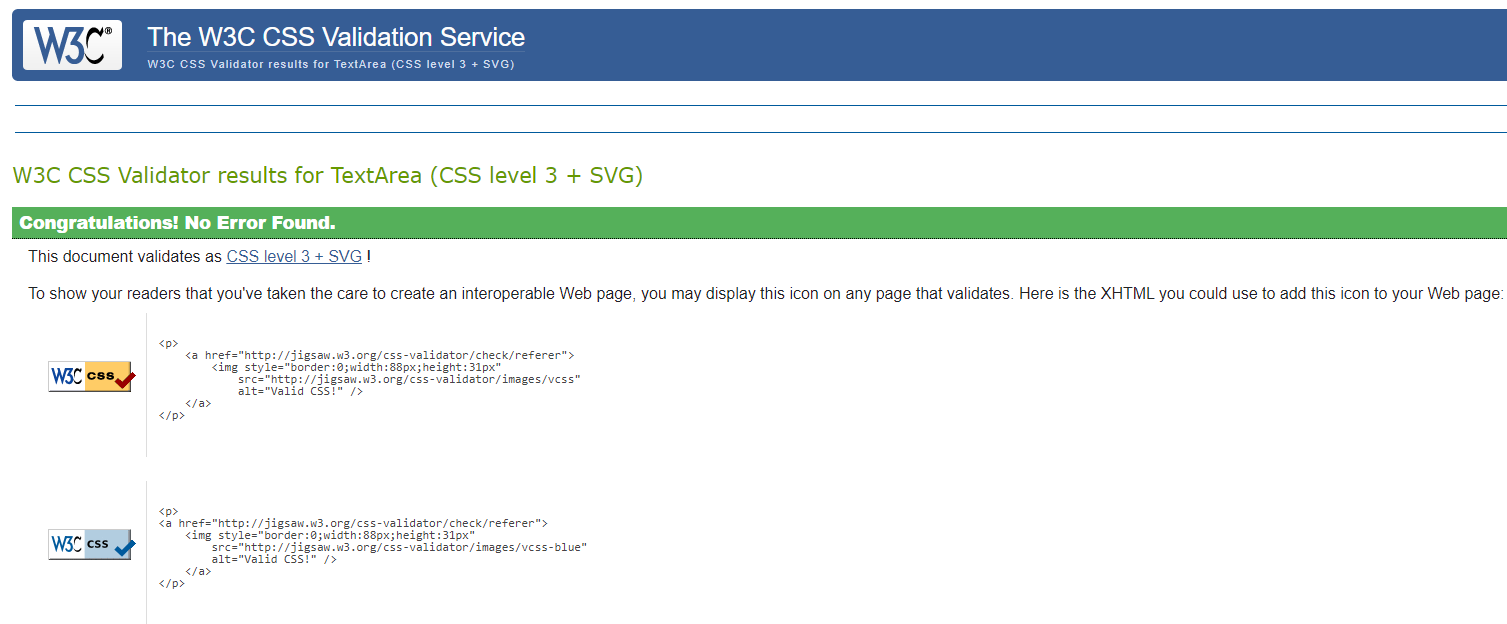 W3C®
The W3C CSS Validation Service
W3C CSS Validator results for TextArea (CSS level 3 + SVG)
W3C CSS Validator results for TextArea (CSS level 3 + SVG)
Congratulations! No Error Found.
This document validates as CSS level 3 + SVG !
To show your readers that you've taken the care to create an interoperable Web page, you may display this icon on any page that validates. Here is the XHTML you could use to add this icon to your Web page:
W3C css
<p>
    <a href="http://jigsaw.w3.org/css-validator/check/referer">
        <img style="border:0;width:88px;height:31px"
            src="http://jigsaw.w3.org/css-validator/images/vcss"
            alt="Valid CSS!" />
    </a>
</p>
W3C css
<p>
<a href="http://jigsaw.w3.org/css-validator/check/referer">
    <img style="border:0;width:88px;height:31px"
        src="http://jigsaw.w3.org/css-validator/images/vcss-blue"
        alt="Valid CSS!" />
    </a>
</p>